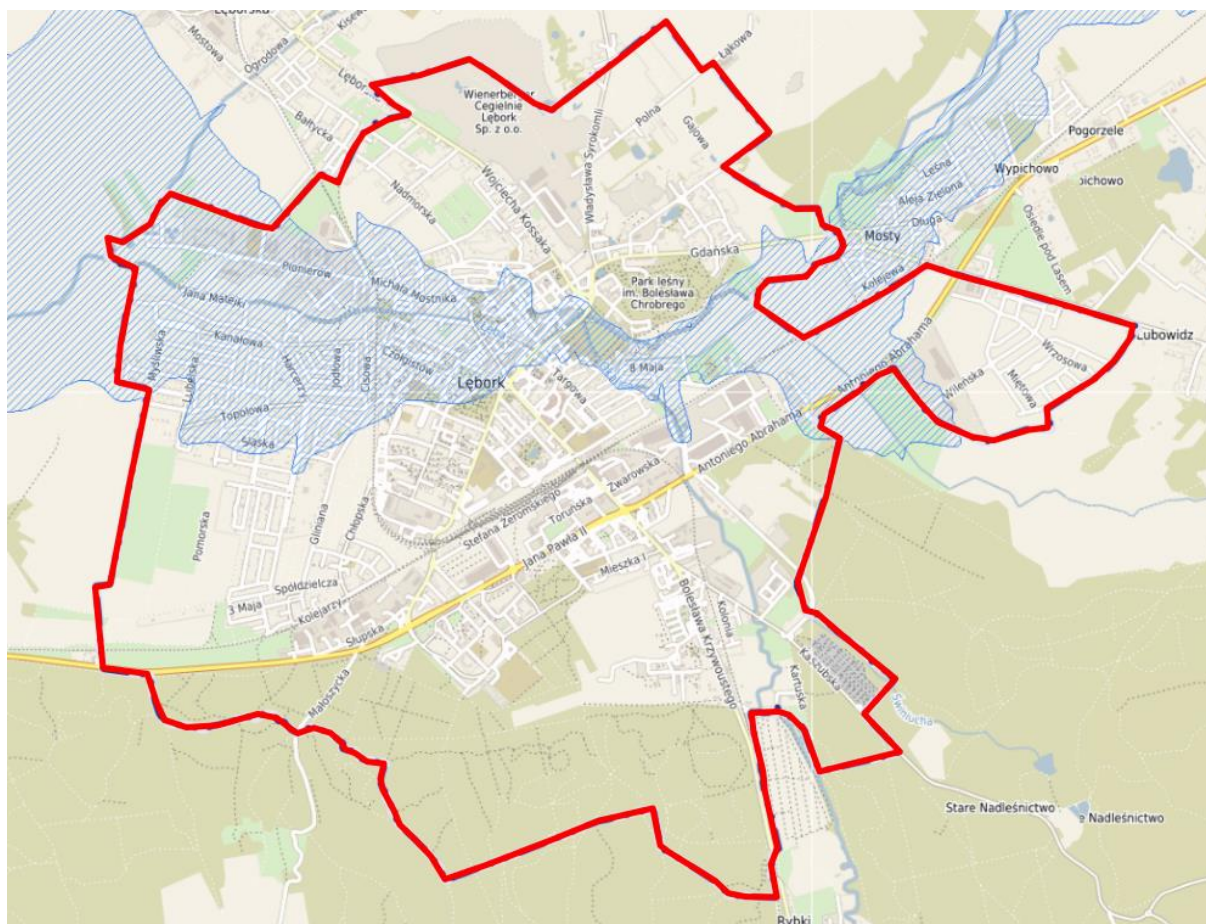 Mostowa
Ogrodowa
Bałtycka
Nadmorska
Wojciecha Kossaka
Wienerberger
Cegielnie
Lębork
Sp. z o.o.
Władysława Syrokomli
Polna
Gajowa
Łąkowa
Gdańska
Park leśny
im. Bolesława
Chrobrego
Pogorzele
Wypichowo
Leśna
Aleja Zielona
Długa
Mosty
Kolejowa
Osiedle pod Lasem
Lubowidz
Wrzosowa
Miętowa
Wileńska
Antoniego Abrahama
Pionierów
Michała Mostnika
Jana Matejki
Kanałowa
Myśliwska
Lubelska
Harcerzy
Jodłowa
Cisowa
Czołgistów
Topolowa
Śląska
Lębork
Targowa
8 Maja
Antoniego Abrahama
Zwarowska
Toruńska
Stefana Żeromskiego
Jana Pawła II
Mieszka I
Pomorska
Gliniana
Chłopska
Spółdzielcza
3 Maja
Kolejarzy
Słupska
Małoszycka
Bolesława Krzywoustego
Kolonia
Kaszubska
Kartuska
Świniucha
Stare Nadleśnictwo
e Nadleśnictwo
Rybki